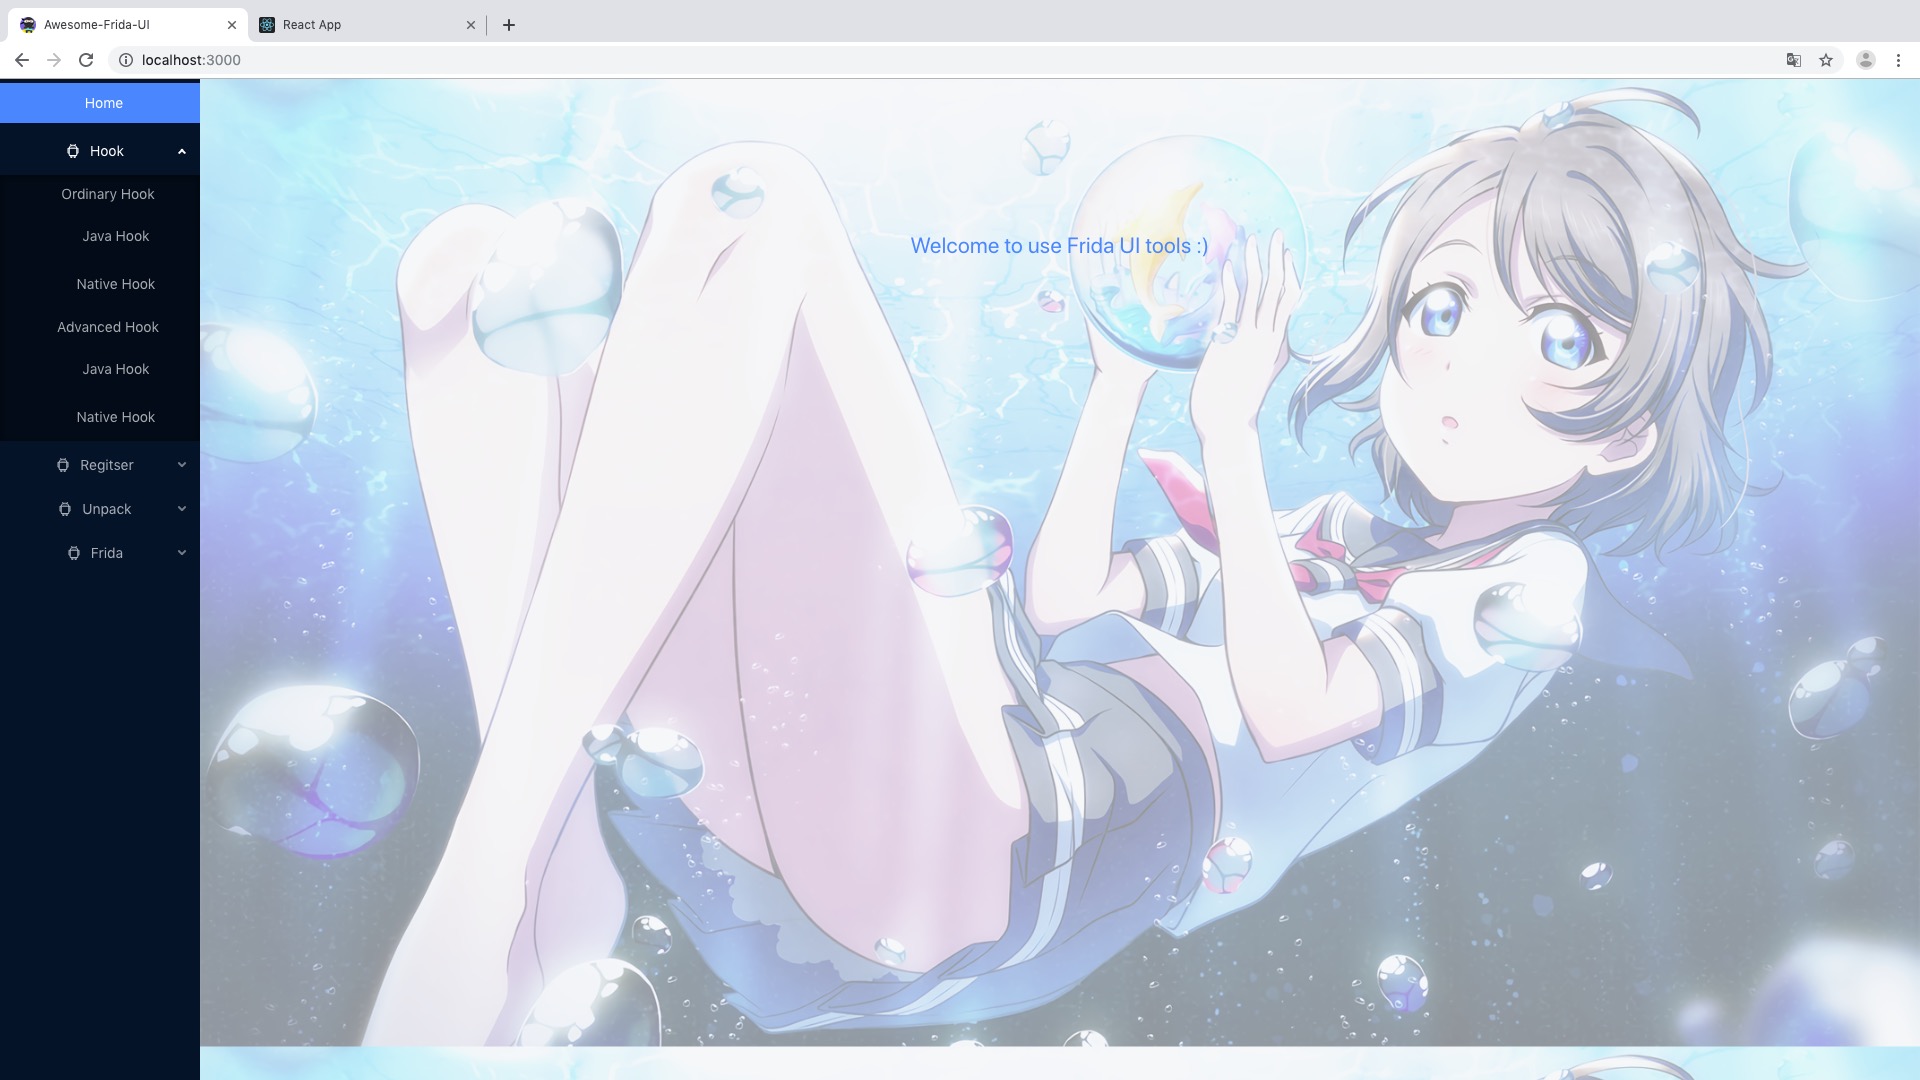 Awesome-Frida-UI
React App
localhost:3000
Home
Hook
Ordinary Hook
Java Hook
Native Hook
Advanced Hook
Java Hook
Native Hook
Regitser
Unpack
Frida
Welcome to use Frida UI tools :)